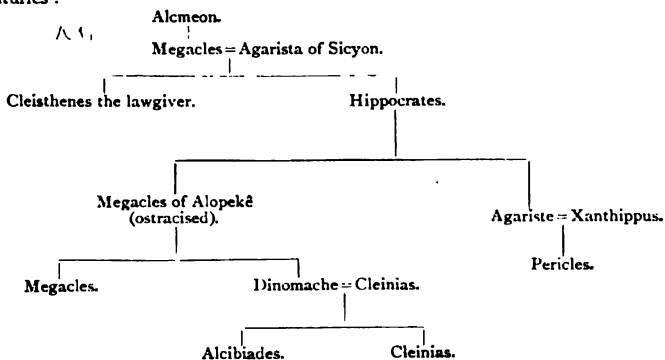 Alcmeon.
Megacles = Agarista of Sicyon.
Cleisthenes the lawgiver.
Hippocrates.
Megacles of Alopekê
(ostracised).
Agariste = Xanthippus.
Pericles.
Megacles.
Dinomache = Cleinias.
Alcibiades.
Cleinias.